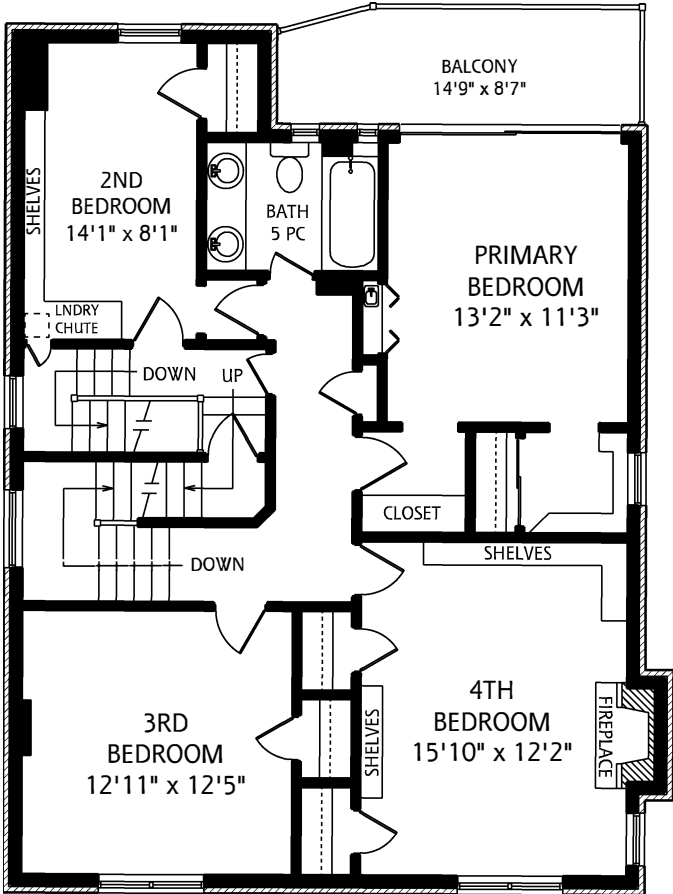 BALCONY
14'9" x 8'7"
2ND
BEDROOM
14'1" x 8'1"
SHELVES
BATH
5 PC
PRIMARY
BEDROOM
13'2" x 11'3"
LNDRY
CHUTE
DOWN
UP
CLOSET
SHELVES
DOWN
3RD
BEDROOM
12'11" x 12'5"
SHELVES
4TH
BEDROOM
15'10" x 12'2"
FIREPLACE